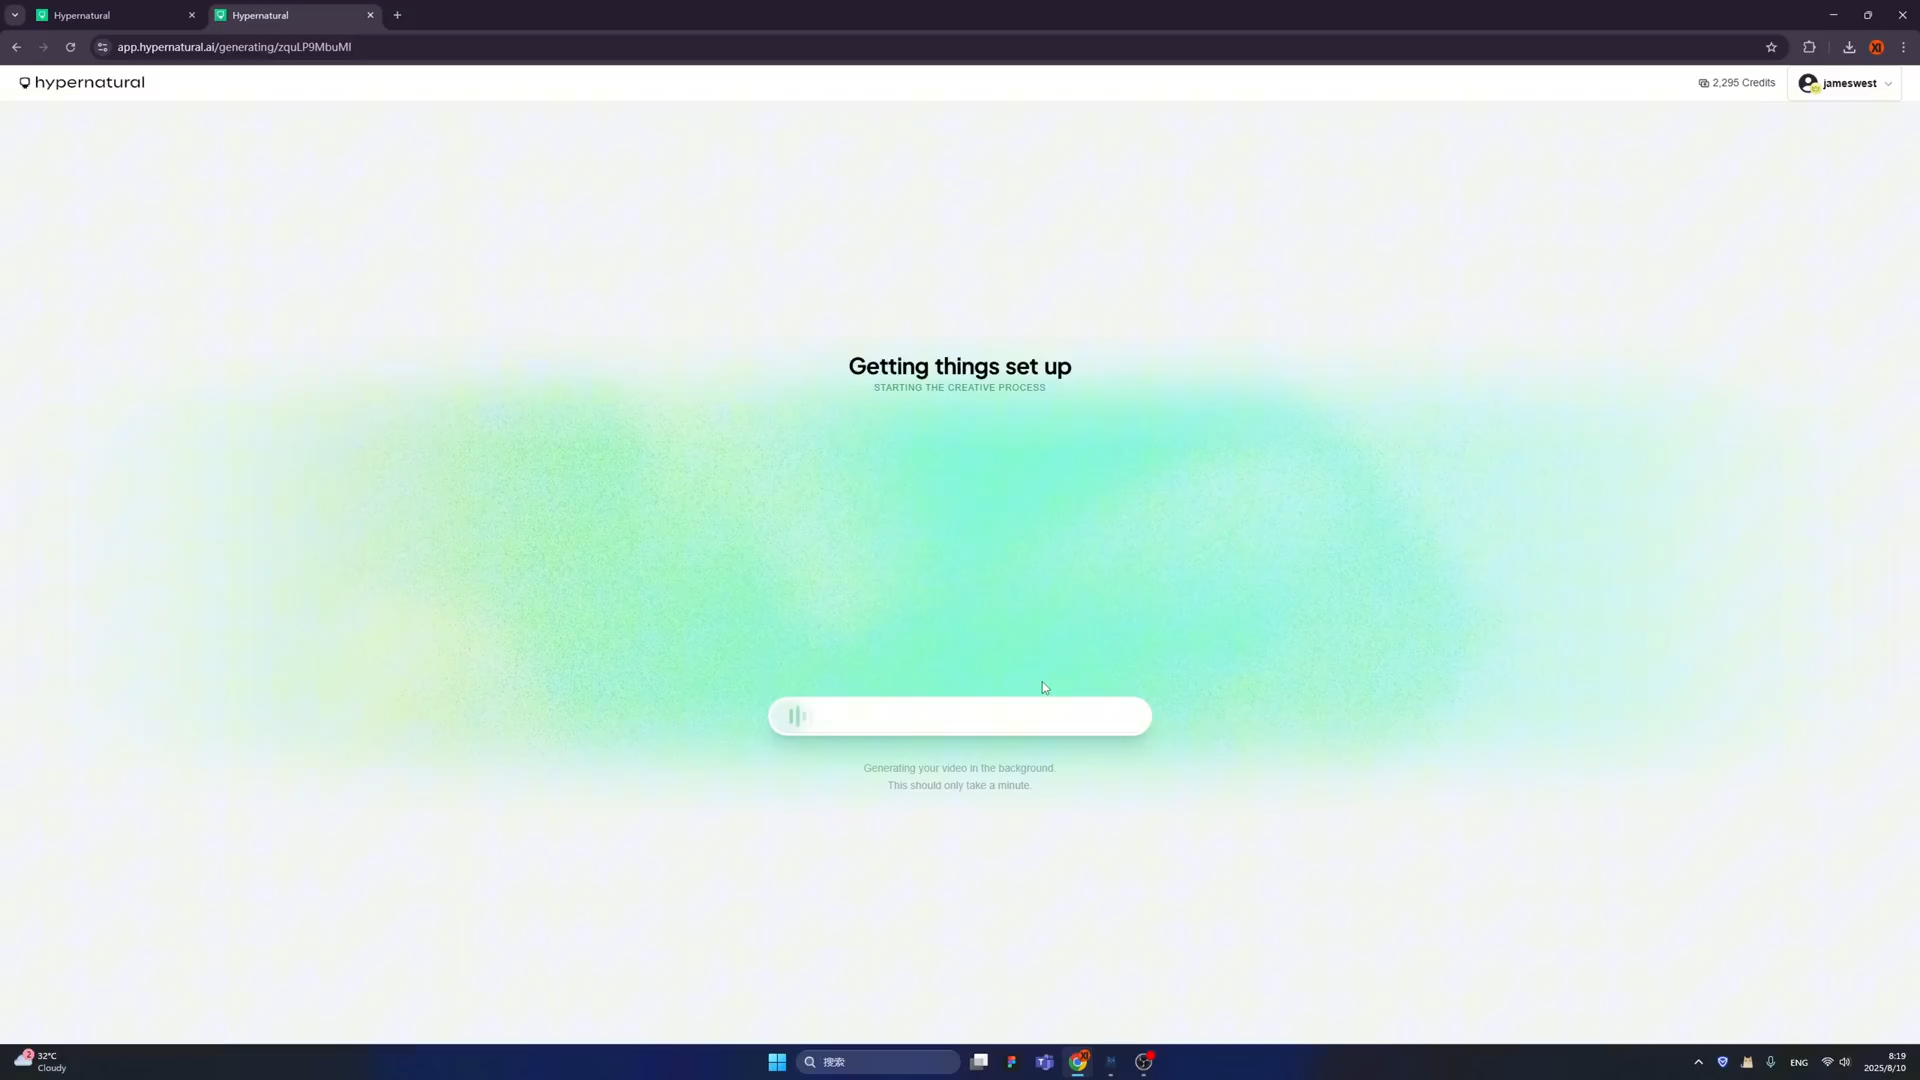 Hypernatural
Hypernatural
app.hypernatural.ai/generating/zquLP9MbuMI
hypernatural
2,295 Credits
jameswest
Getting things set up
STARTING THE CREATIVE PROCESS
Generating your video in the background.
This should only take a minute.
2
32°C
Cloudy
搜索
XI
ENG
8:19
2025/8/10